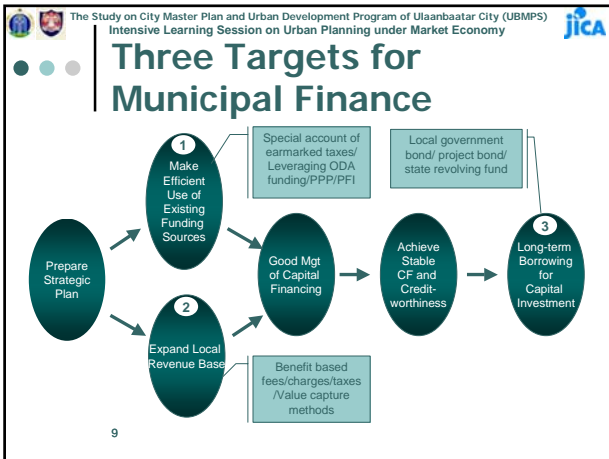 The Study on City Master Plan and Urban Development Program of Ulaanbaatar City (UBMPS)
Intensive Learning Session on Urban Planning under Market Economy
jICA
Three Targets for
Municipal Finance
1
Make
Efficient
Use of
Existing
Funding
Sources
Special account of
earmarked taxes/
Leveraging ODA
funding/PPP/PFI
Local government
bond/ project bond/
state revolving fund
Prepare
Strategic
Plan
Good Mgt
of Capital
Financing
Achieve
Stable
CF and
Credit-
worthiness
3
Long-term
Borrowing
for
Capital
Investment
2
Expand Local
Revenue Base
Benefit based
fees/charges/taxes
/Value capture
methods
9